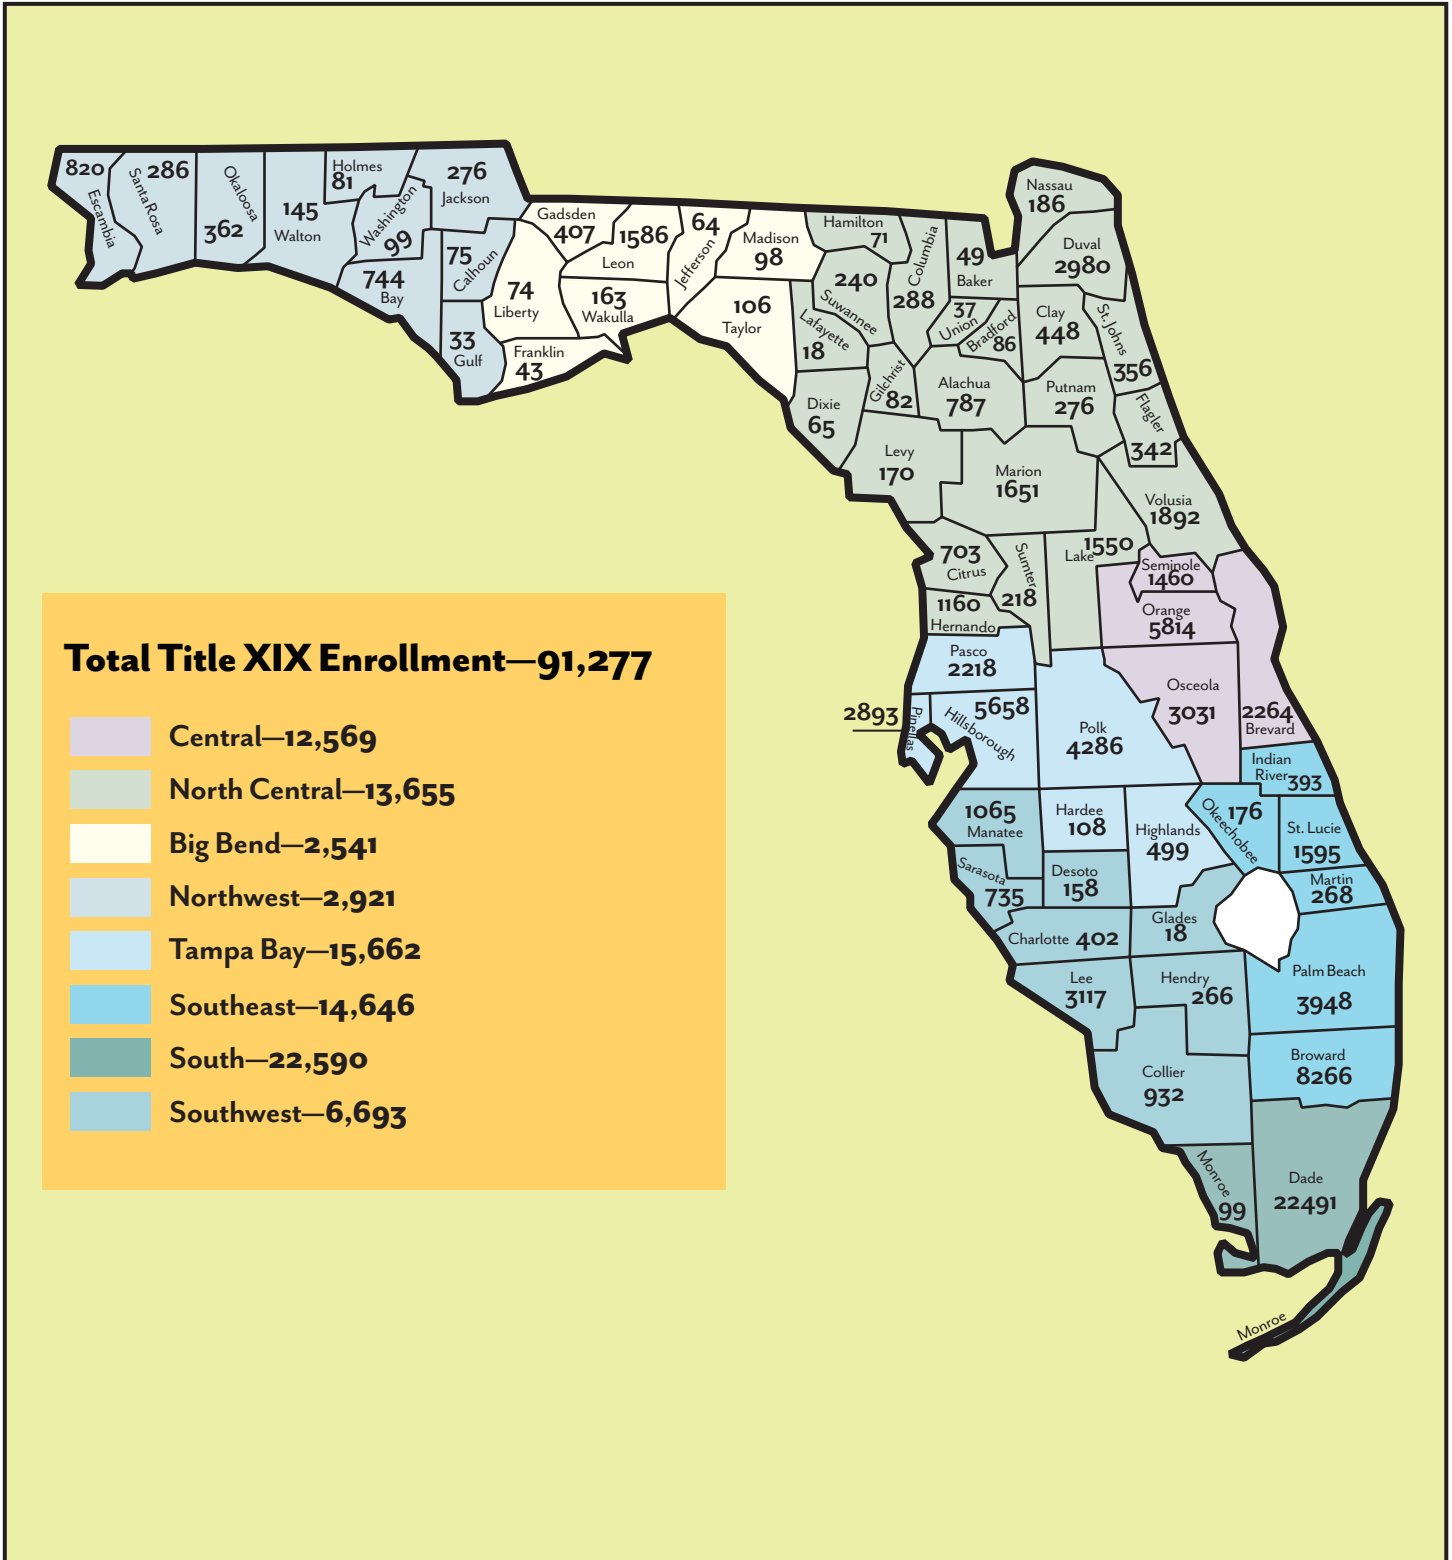 820
Escambia
286
Santa Rosa
Okaloosa
362
145
Walton
Holmes
81
Washington
99
276
Jackson
744
Bay
75
Calhoun
33
Gulf
Gadsden
407
1586
Leon
64
Jefferson
Madison
98
74
Liberty
163
Wakulla
Franklin
43
106
Taylor
Hamilton
71
240
Suwannee
Columbia
288
49
Baker
Nassau
186
Duval
2980
37
Union
Bradford
86
Clay
448
St. Johns
356
Lafayette
18
Gilchrist
82
Alachua
787
Putnam
276
Flagler
342
Dixie
65
Levy
170
Marion
1651
Volusia
1892
703
Citrus
Sumter
218
Lake
1550
Seminole
1460
1160
Hernando
Orange
5814
Pasco
2218
Osceola
3031
2264
Brevard
2893
Pinellas
Hillsborough
5658
Polk
4286
Indian
River
393
1065
Manatee
Hardee
108
Highlands
499
Okeechobee
176
St. Lucie
1595
Sarasota
735
Desoto
158
Martin
268
Charlotte 402
Glades
18
Lee
3117
Hendry
266
Palm Beach
3948
Collier
932
Broward
8266
Monroe
99
Dade
22491
Monroe
Total Title XIX Enrollment—91,277
Central—12,569
North Central—13,655
Big Bend—2,541
Northwest—2,921
Tampa Bay—15,662
Southeast—14,646
South—22,590
Southwest—6,693